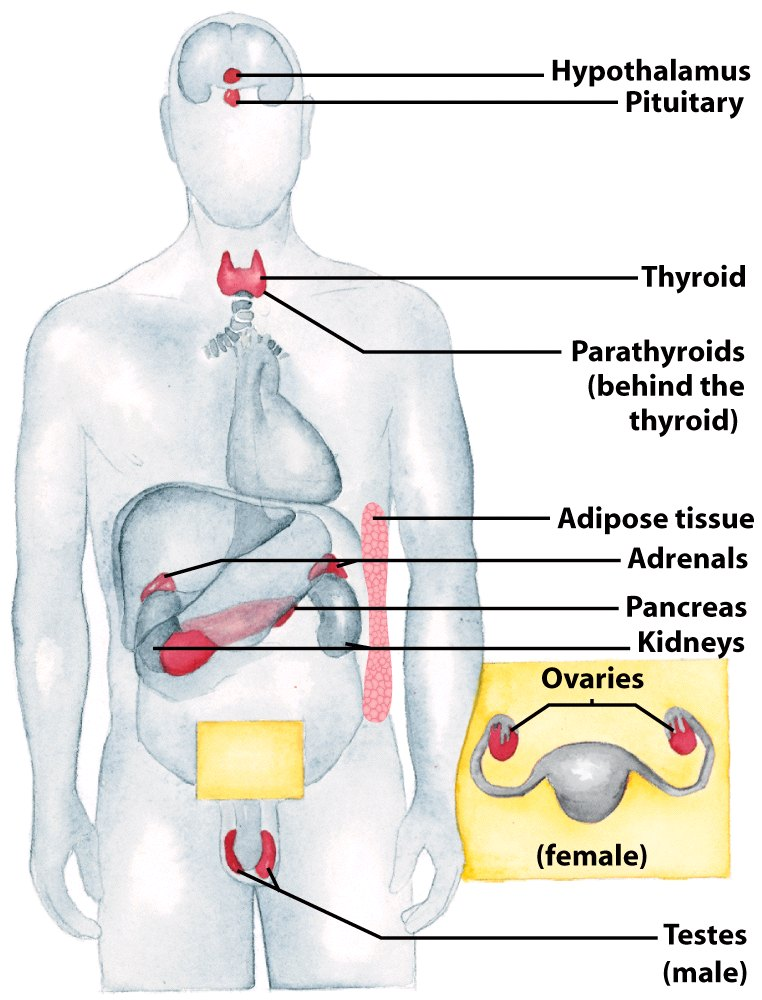 Hypothalamus
Pituitary
Thyroid
Parathyroids
(behind the
thyroid)
Adipose tissue
Adrenals
Pancreas
Kidneys
Ovaries
(female)
Testes
(male)